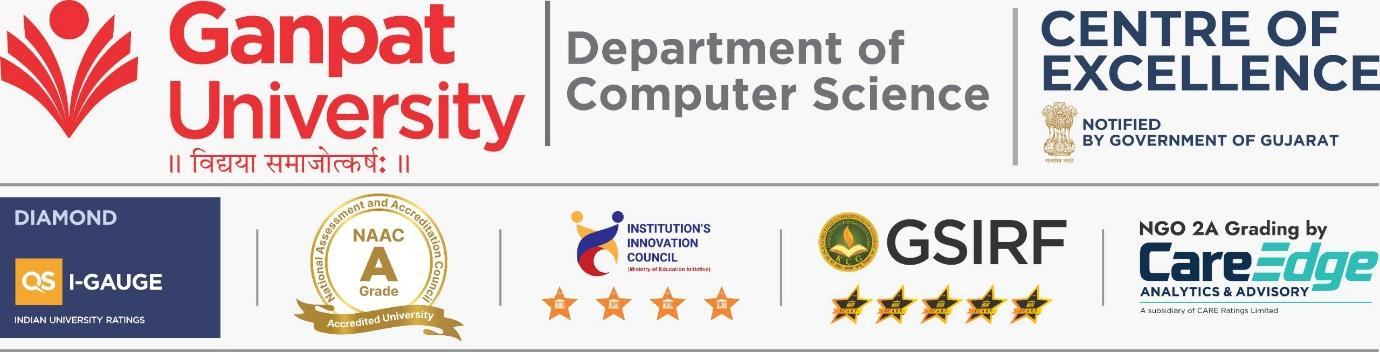 Ganpat
University
॥ विद्यया समाजोत्कर्षः ॥
Department of
Computer Science
CENTRE OF
EXCELLENCE
NOTIFIED
BY GOVERNMENT OF GUJARAT
DIAMOND
QS I-GAUGE
INDIAN UNIVERSITY RATINGS
National Assessment and Accreditation Council
NAAC
A
Grade
Accredited University
INSTITUTION'S
INNOVATION
COUNCIL
(Ministry of Education Initiative)
KCG
GSIRF
NGO 2A Grading by
CareEdge
ANALYTICS & ADVISORY
A subsidiary of CARE Ratings Limited